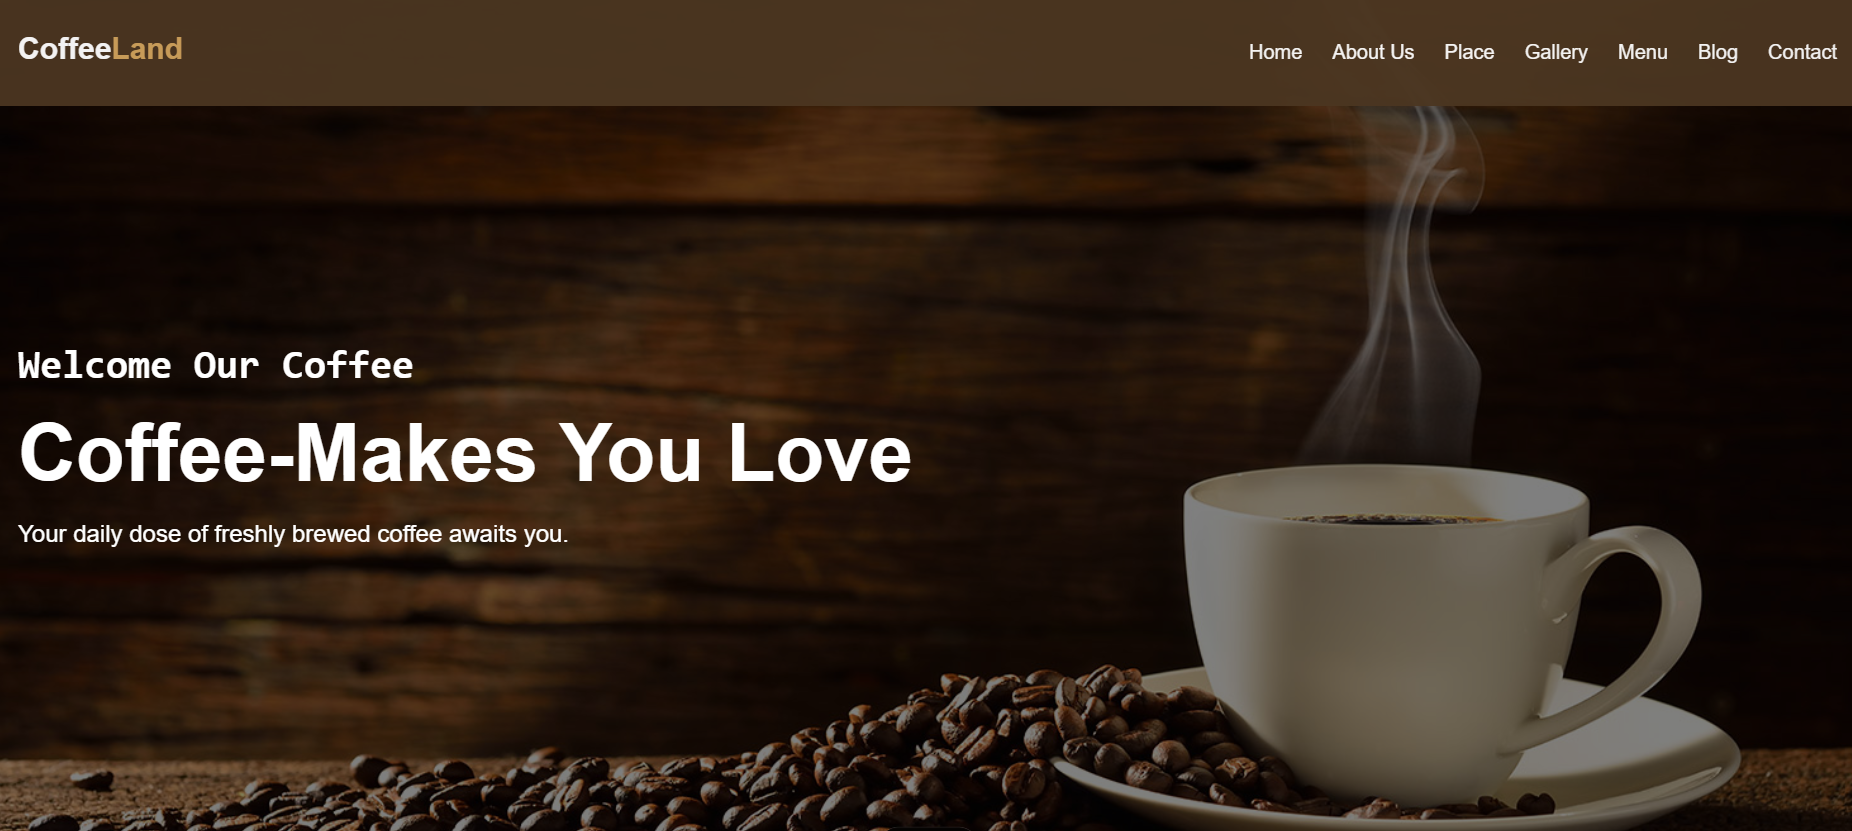 CoffeeLand
Home About Us Place Gallery Menu Blog Contact
Welcome Our Coffee
Coffee-Makes You Love
Your daily dose of freshly brewed coffee awaits you.